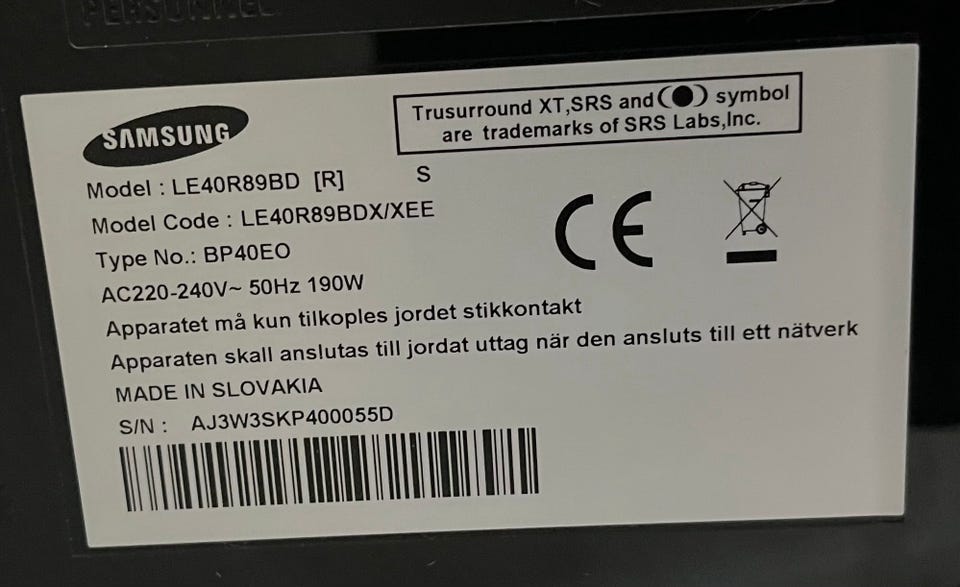 PERSONNEL
SAMSUNG
Trusurround XT,SRS and symbol
are trademarks of SRS Labs,Inc.
Model : LE40R89BD [R] S
Model Code : LE40R89BDX/XEE
Type No.: BP40EO
AC220-240V~ 50Hz 190W
Apparatet må kun tilkoples jordet stikkontakt
Apparaten skall anslutas till jordat uttag när den ansluts till ett nätverk
MADE IN SLOVAKIA
S/N : AJ3W3SKP400055D
CE